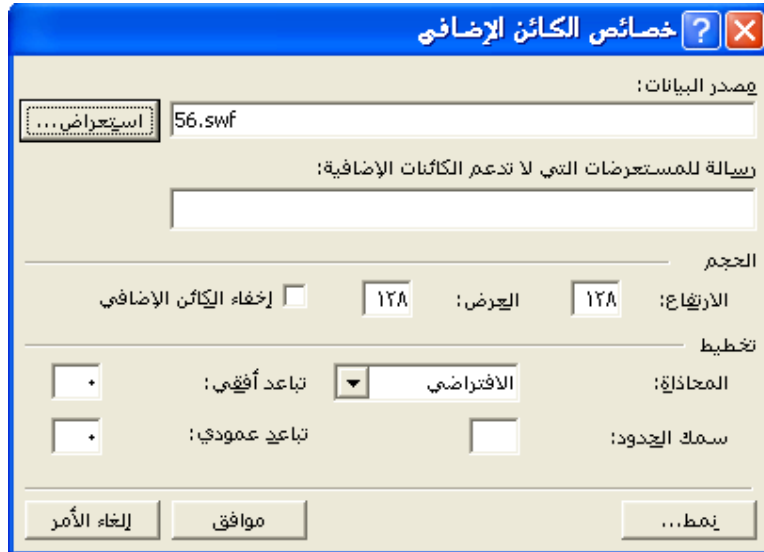 خصائص الكائن الإضافي
مصدر البيانات:
56.swf استعراض...
رسالة للمستعرضات التي لا تدعم الكائنات الإضافية:
الحجم
الارتفاع: ١٢٨ العرض: ١٢٨ إخفاء الكائن الإضافي
تخطيط
المحاذاة: الافتراضي تباعد أفقي: ٠
سمك الحدود: تباعد عمودي: ٠
نمط... موافق إلغاء الأمر